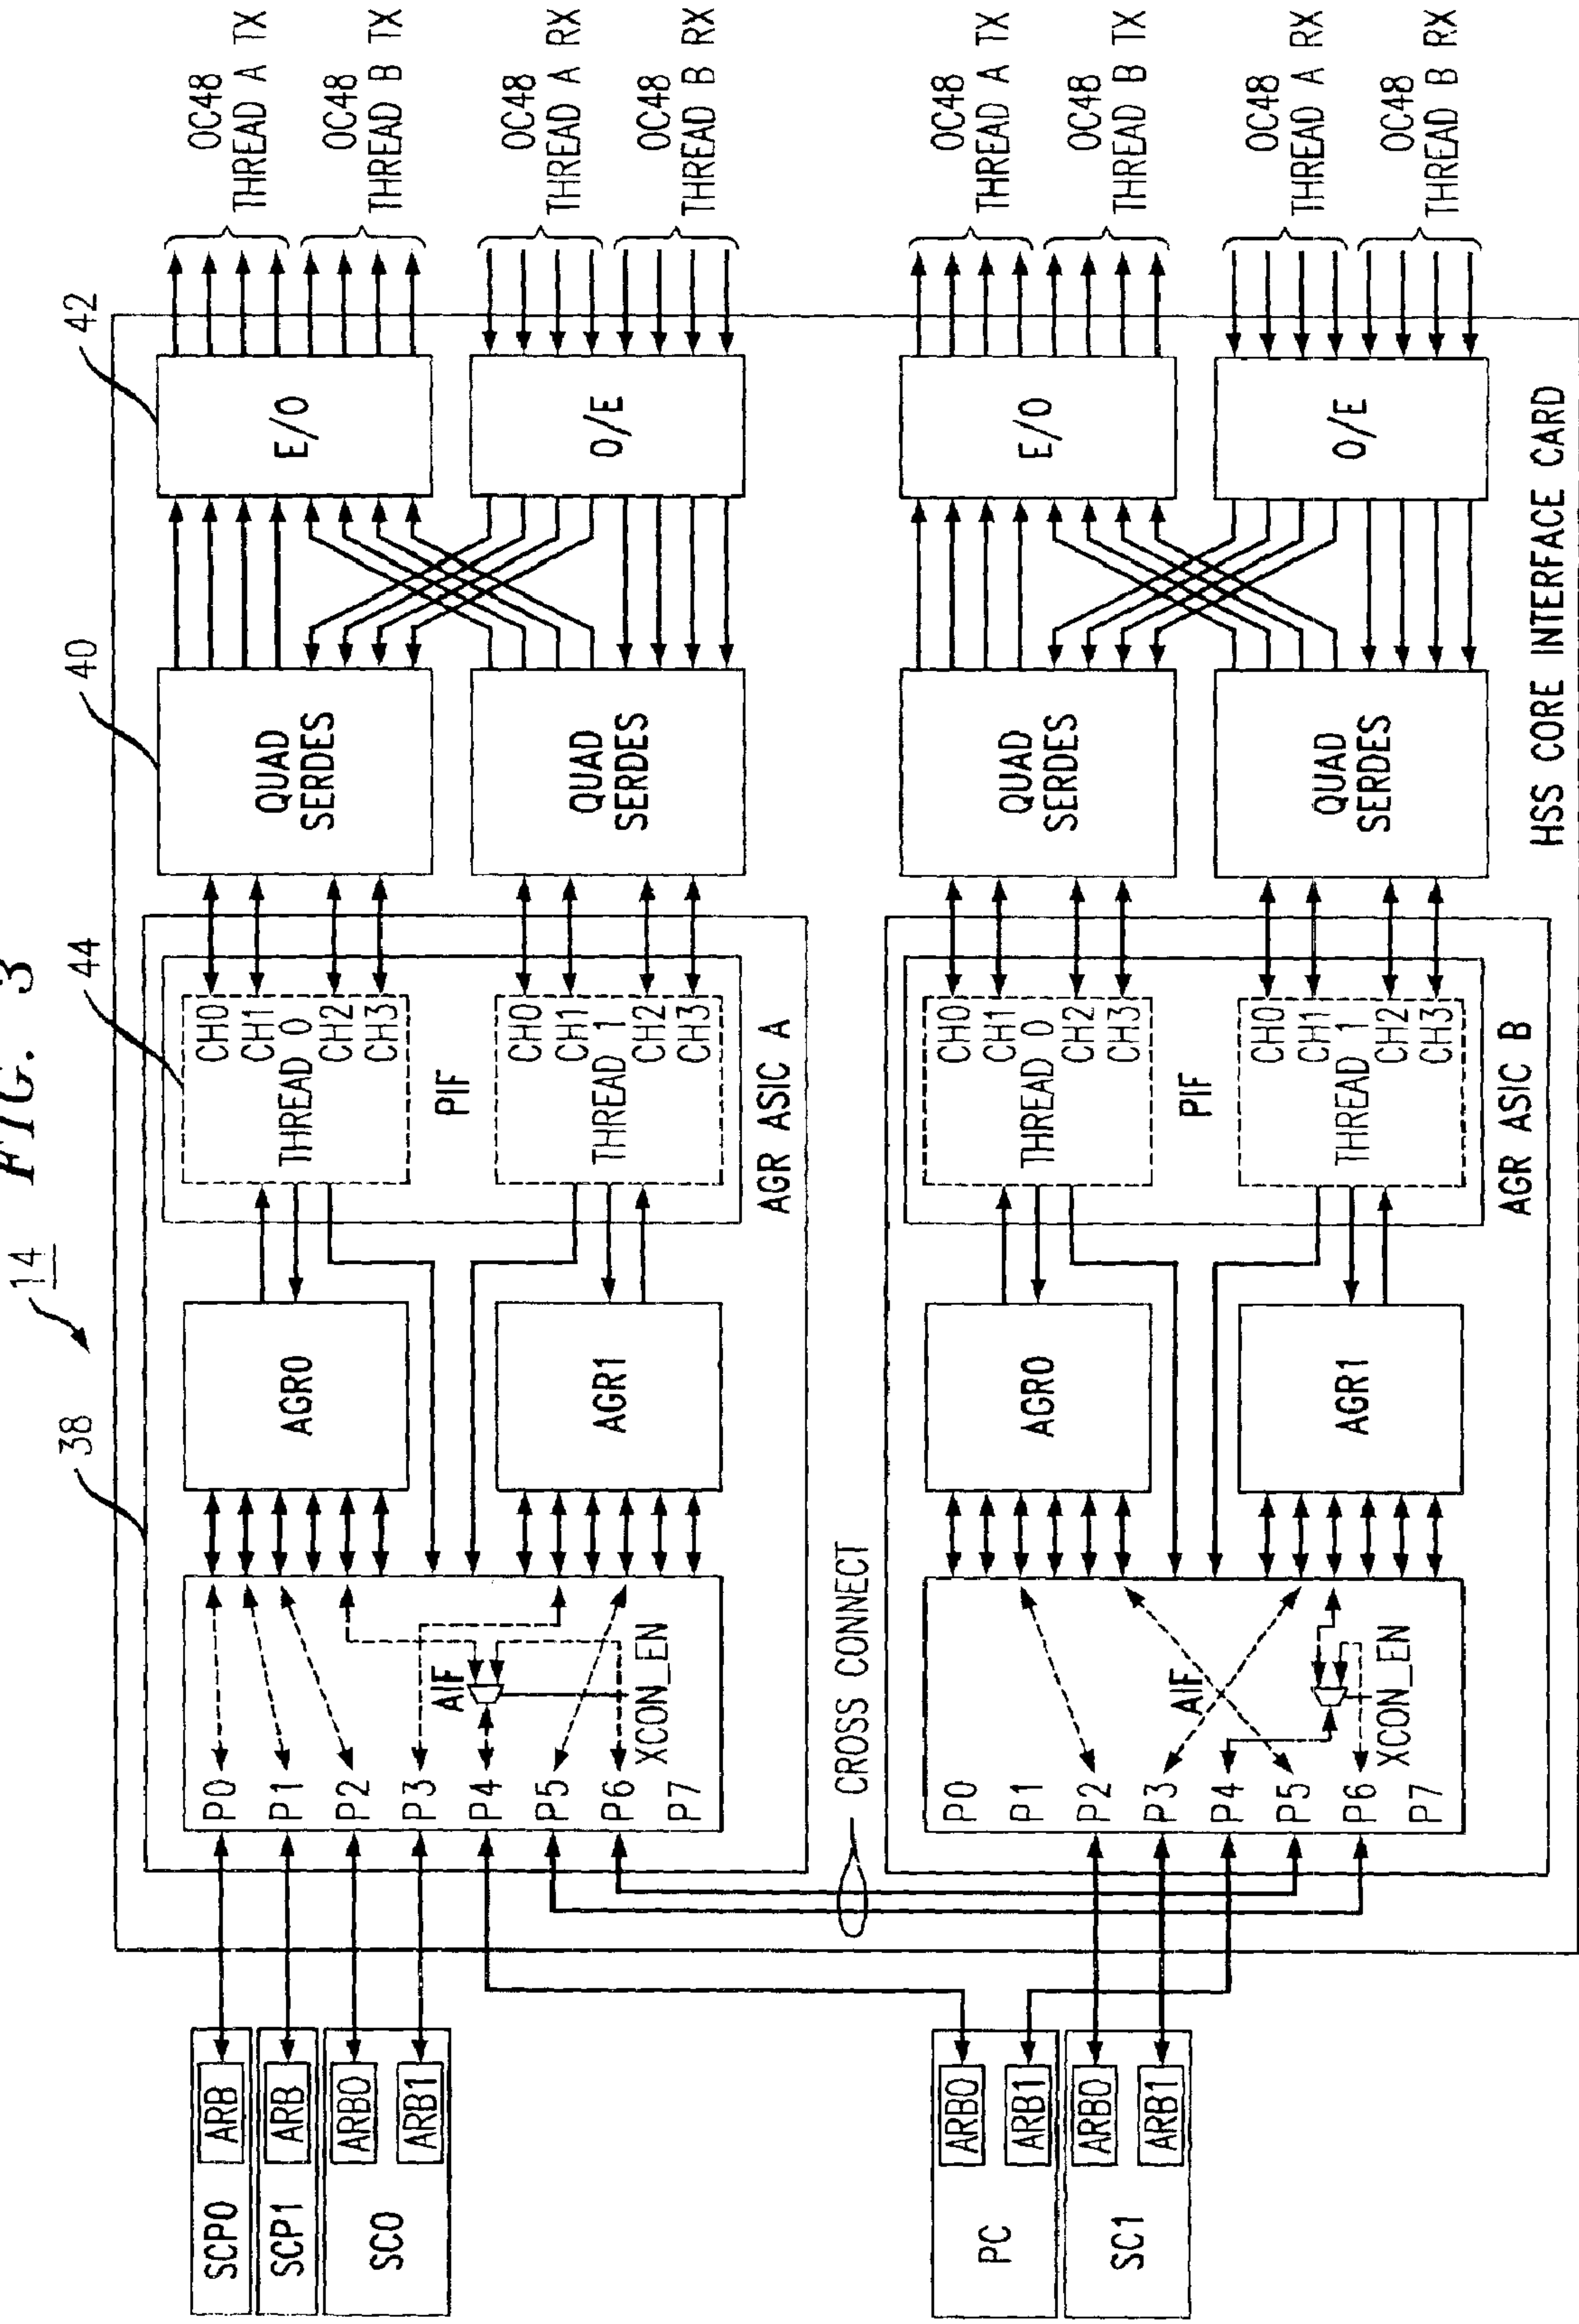 14 FIG. 3
38
44
40
42
SCP0
ARB
SCP1
ARB
SC0
ARB0
ARB1
P0
P1
P2
P3
P4
P5
P6
P7
AIF
XCON_EN
AGR0
AGR1
THREAD 0
CH0
CH1
CH2
CH3
PIF
THREAD 1
CH0
CH1
CH2
CH3
AGR ASIC A
QUAD
SERDES
QUAD
SERDES
E/O
O/E
OC48
THREAD A TX
OC48
THREAD B TX
OC48
THREAD A RX
OC48
THREAD B RX
CROSS CONNECT
PC
ARB0
ARB1
SC1
ARB0
ARB1
P0
P1
P2
P3
P4
P5
P6
P7
AIF
XCON_EN
AGR0
AGR1
THREAD 0
CH0
CH1
CH2
CH3
PIF
THREAD 1
CH0
CH1
CH2
CH3
AGR ASIC B
QUAD
SERDES
QUAD
SERDES
E/O
O/E
OC48
THREAD A TX
OC48
THREAD B TX
OC48
THREAD A RX
OC48
THREAD B RX
HSS CORE INTERFACE CARD